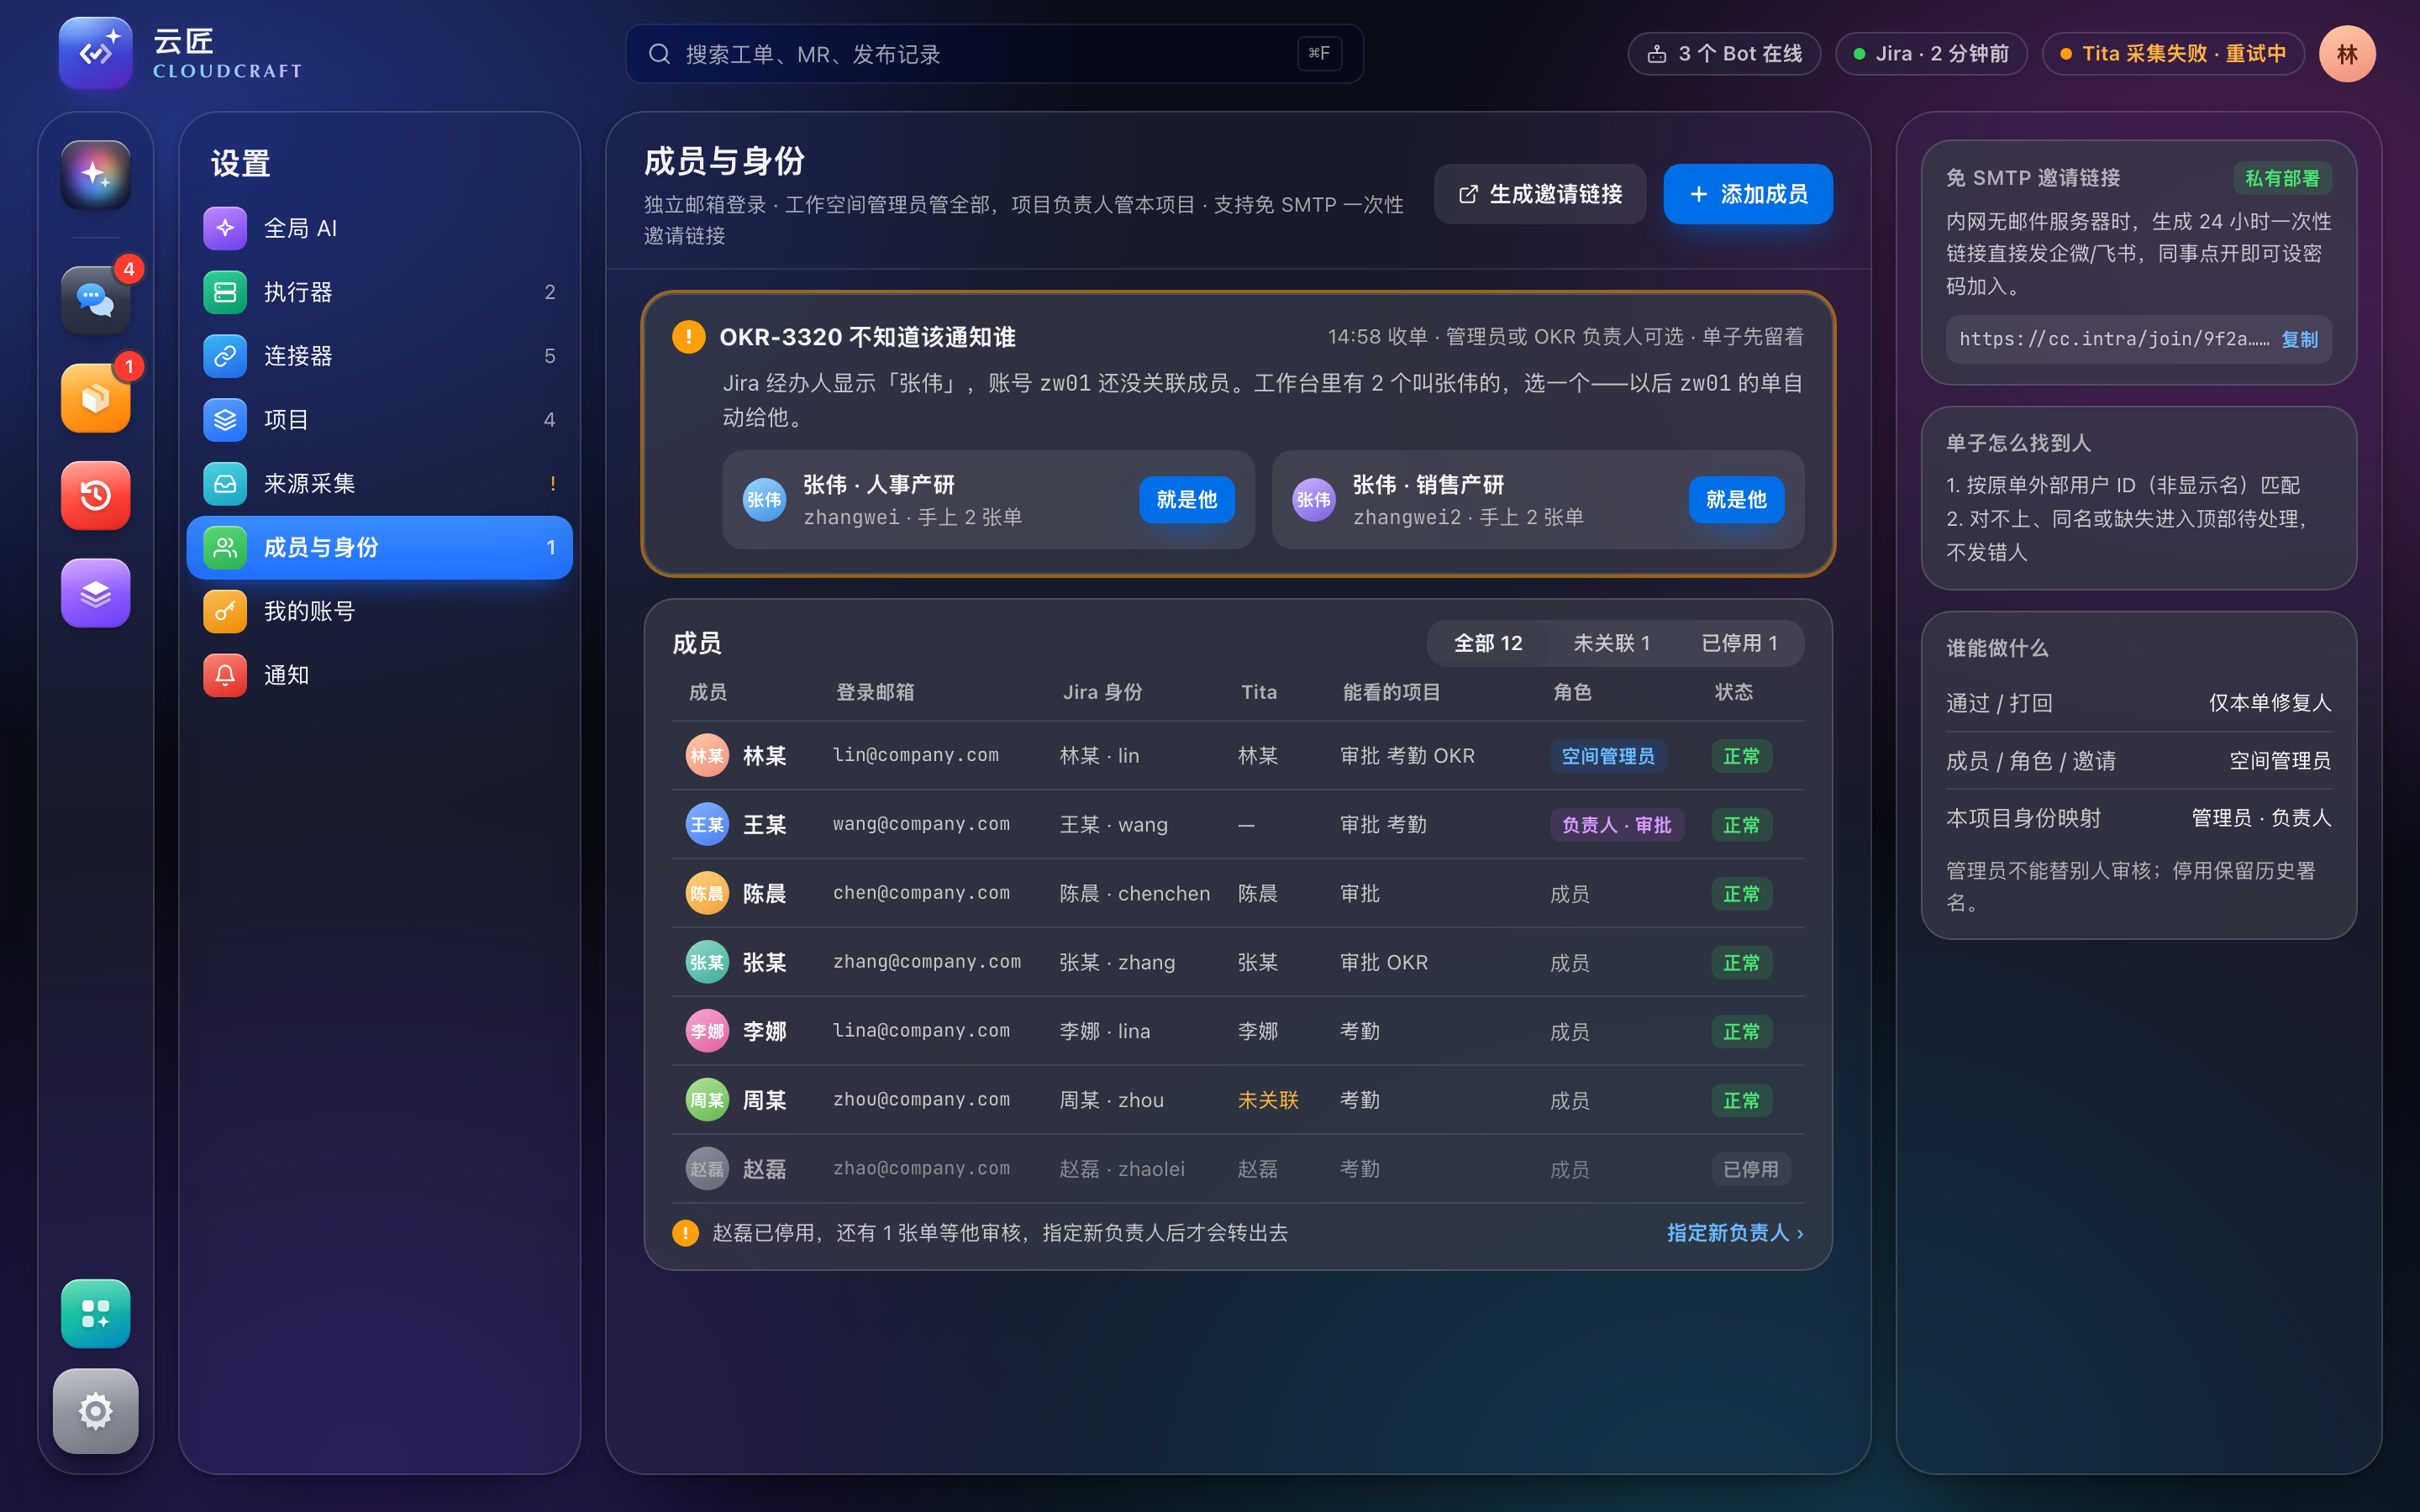 云匠
CLOUDCRAFT
搜索工单、MR、发布记录
⌘F
3 个 Bot 在线
Jira · 2 分钟前
Tita 采集失败 · 重试中
林
4
1
设置
全局 AI
执行器 2
连接器 5
项目 4
来源采集 !
成员与身份 1
我的账号
通知
成员与身份
独立邮箱登录 · 工作空间管理员管全部，项目负责人管本项目 · 支持免 SMTP 一次性
邀请链接
生成邀请链接
添加成员
! OKR-3320 不知道该通知谁 14:58 收单 · 管理员或 OKR 负责人可选 · 单子先留着
Jira 经办人显示「张伟」，账号 zw01 还没关联成员。工作台里有 2 个叫张伟的，选一个——以后 zw01 的单自
动给他。
张伟 张伟 · 人事产研
zhangwei · 手上 2 张单
就是他
张伟 张伟 · 销售产研
zhangwei2 · 手上 2 张单
就是他
成员 全部 12 未关联 1 已停用 1
成员 登录邮箱 Jira 身份 Tita 能看的项目 角色 状态
林某 林某 lin@company.com 林某 · lin 林某 审批 考勤 OKR 空间管理员 正常
王某 王某 wang@company.com 王某 · wang — 审批 考勤 负责人 · 审批 正常
陈晨 陈晨 chen@company.com 陈晨 · chenchen 陈晨 审批 成员 正常
张某 张某 zhang@company.com 张某 · zhang 张某 审批 OKR 成员 正常
李娜 李娜 lina@company.com 李娜 · lina 李娜 考勤 成员 正常
周某 周某 zhou@company.com 周某 · zhou 未关联 考勤 成员 正常
赵磊 赵磊 zhao@company.com 赵磊 · zhaolei 赵磊 考勤 成员 已停用
! 赵磊已停用，还有 1 张单等他审核，指定新负责人后才会转出去 指定新负责人 ›
免 SMTP 邀请链接 私有部署
内网无邮件服务器时，生成 24 小时一次性
链接直接发企微/飞书，同事点开即可设密
码加入。
https://cc.intra/join/9f2a…… 复制
单子怎么找到人
1. 按原单外部用户 ID（非显示名）匹配
2. 对不上、同名或缺失进入顶部待处理，
不发错人
谁能做什么
通过 / 打回 仅本单修复人
成员 / 角色 / 邀请 空间管理员
本项目身份映射 管理员 · 负责人
管理员不能替别人审核；停用保留历史署
名。